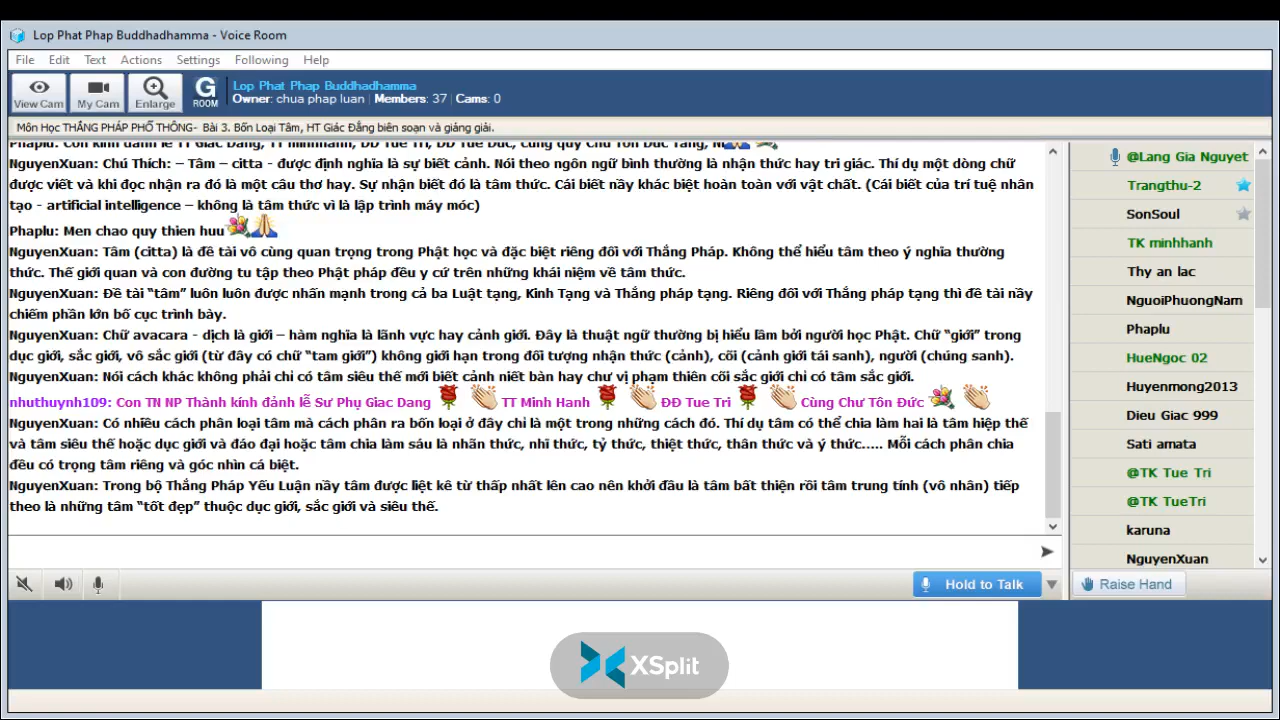 Lop Phat Phap Buddhadhamma - Voice Room
File Edit Text Actions Settings Following Help
View Cam My Cam Enlarge G ROOM
Lop Phat Phap Buddhadhamma
Owner: chua phap luan | Members: 37 | Cams: 0
Môn Học THẮNG PHÁP PHỔ THÔNG- Bài 3. Bốn Loại Tâm, HT Giác Đẳng biên soạn và giảng giải.
Phaplu: Con kinh danh le TT Giac Dang, TT minhhanh, DD Tue Tri, DD Tue Duc, cung quy Chu Ton Duc Tang,
NguyenXuan: Chú Thích: – Tâm – citta - được định nghĩa là sự biết cảnh. Nói theo ngôn ngữ bình thường là nhận thức hay tri giác. Thí dụ một dòng chữ
được viết và khi đọc nhận ra đó là một câu thơ hay. Sự nhận biết đó là tâm thức. Cái biết nầy khác biệt hoàn toàn với vật chất. (Cái biết của trí tuệ nhân
tạo - artificial intelligence – không là tâm thức vì là lập trình máy móc)
Phaplu: Men chao quy thien huu
NguyenXuan: Tâm (citta) là đề tài vô cùng quan trọng trong Phật học và đặc biệt riêng đối với Thắng Pháp. Không thể hiểu tâm theo ý nghĩa thường
thức. Thế giới quan và con đường tu tập theo Phật pháp đều y cứ trên những khái niệm về tâm thức.
NguyenXuan: Đề tài “tâm” luôn luôn được nhấn mạnh trong cả ba Luật tạng, Kinh Tạng và Thắng pháp tạng. Riêng đối với Thắng pháp tạng thì đề tài nầy
chiếm phần lớn bố cục trình bày.
NguyenXuan: Chữ avacara - dịch là giới – hàm nghĩa là lãnh vực hay cảnh giới. Đây là thuật ngữ thường bị hiểu lầm bởi người học Phật. Chữ “giới” trong
dục giới, sắc giới, vô sắc giới (từ đây có chữ “tam giới”) không giới hạn trong đối tượng nhận thức (cảnh), cõi (cảnh giới tái sanh), người (chúng sanh).
NguyenXuan: Nói cách khác không phải chỉ có tâm siêu thế mới biết cảnh niết bàn hay chư vị phạm thiên cõi sắc giới chỉ có tâm sắc giới.
nhuthuynh109: Con TN NP Thành kính đảnh lễ Sư Phụ Giac Dang TT Minh Hanh ĐĐ Tue Tri Cùng Chư Tôn Đức
NguyenXuan: Có nhiều cách phân loại tâm mà cách phân ra bốn loại ở đây chỉ là một trong những cách đó. Thí dụ tâm có thể chia làm hai là tâm hiệp thế
và tâm siêu thế hoặc dục giới và đáo đại hoặc tâm chia làm sáu là nhãn thức, nhĩ thức, tỷ thức, thiệt thức, thân thức và ý thức..... Mỗi cách phân chia
đều có trọng tâm riêng và góc nhìn cá biệt.
NguyenXuan: Trong bộ Thắng Pháp Yếu Luận nầy tâm được liệt kê từ thấp nhất lên cao nên khởi đầu là tâm bất thiện rồi tâm trung tính (vô nhân) tiếp
theo là những tâm “tốt đẹp” thuộc dục giới, sắc giới và siêu thế.
@Lang Gia Nguyet
Trangthu-2
SonSoul
TK minhhanh
Thy an lac
NguoiPhuongNam
Phaplu
HueNgoc 02
Huyenmong2013
Dieu Giac 999
Sati amata
@TK Tue Tri
@TK TueTri
karuna
NguyenXuan
Hold to Talk
Raise Hand
XSplit